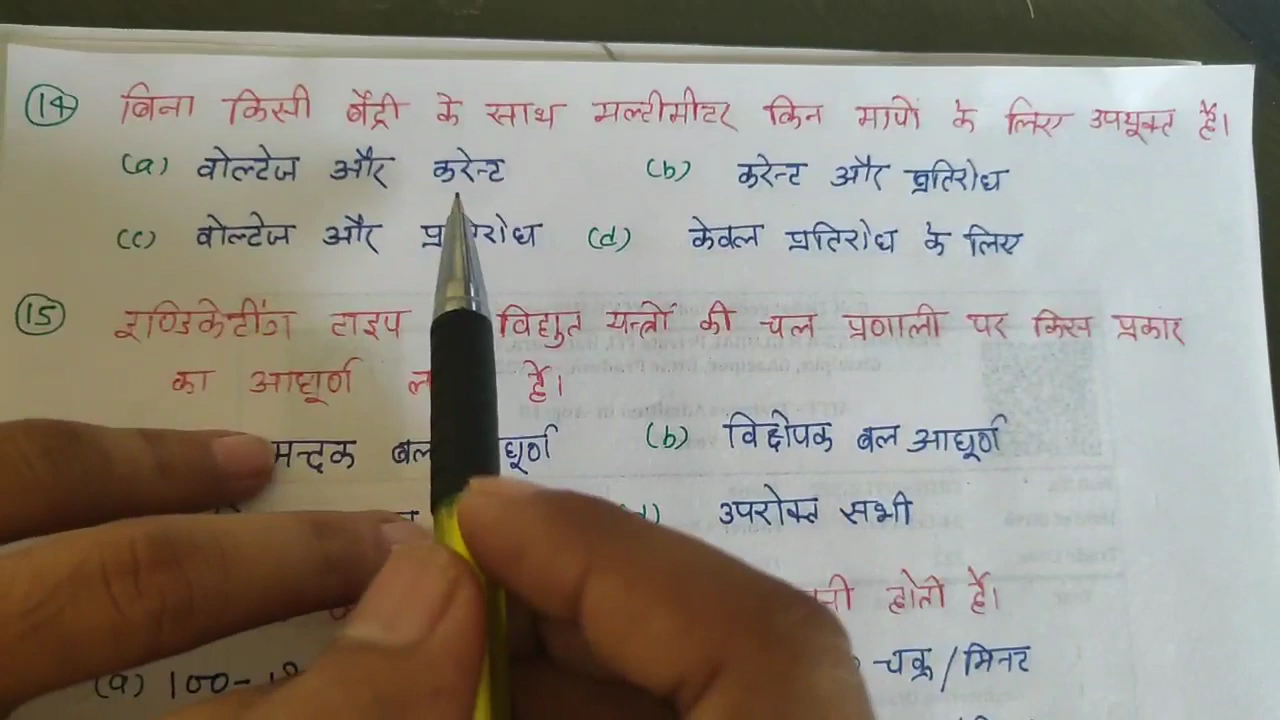 14 बिना किसी बैट्री के साथ मल्टीमीटर किन मापों के लिए उपयूक्त है।
(a) वोल्टेज और करेन्ट (b) करेन्ट और प्रतिरोध
(c) वोल्टेज और प्रतिरोध (d) केवल प्रतिरोध के लिए
15 इण्डिकेटींग टाइप विद्युत यन्त्रों की चल प्रणाली पर किस प्रकार
का आघूर्ण है।
मन्दक बल घूर्ण (b) विक्षेपक बल आघूर्ण
उपरोक्त सभी
होती है।
(a) 100- चक्र/मिनट